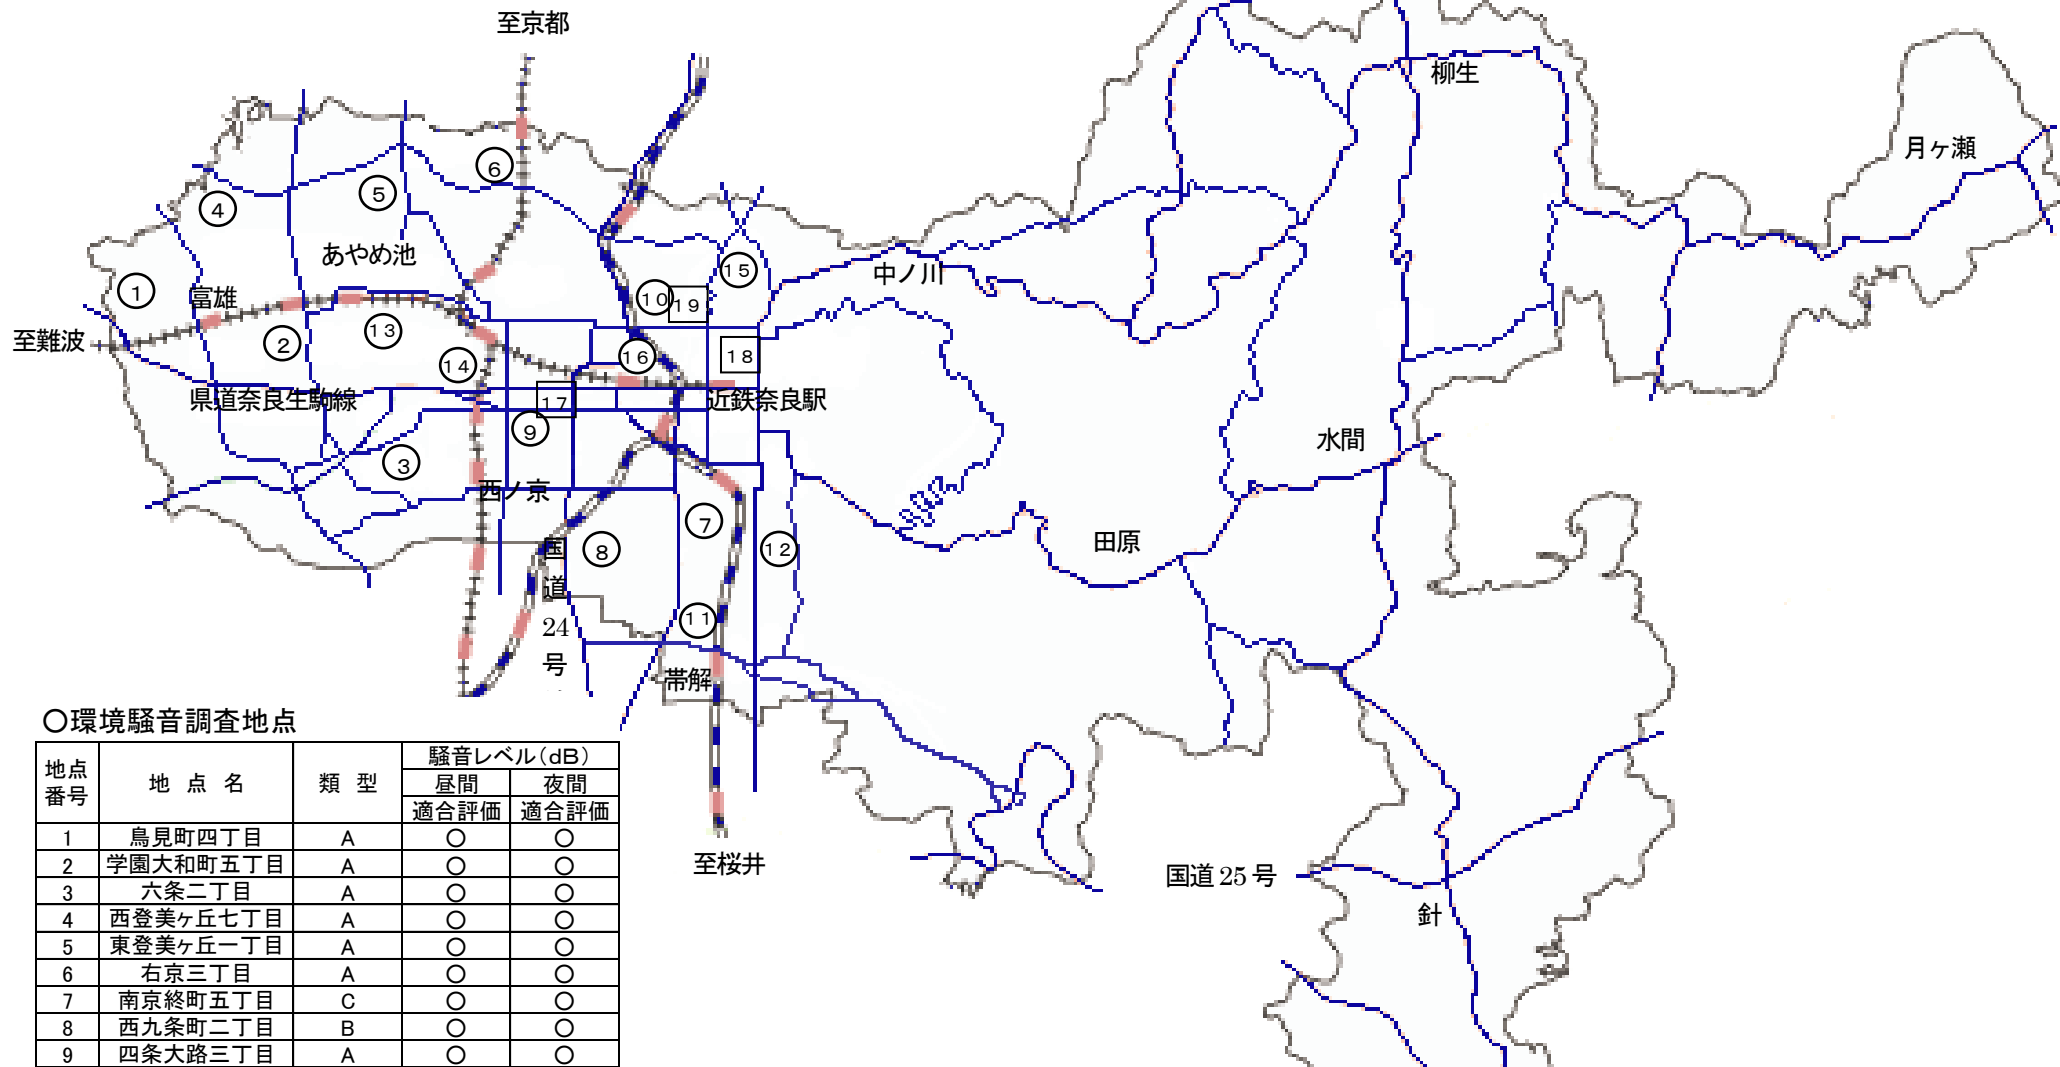 至京都
柳生
月ヶ瀬
⑥
⑤
④
あやめ池
⑮
中ノ川
①
富雄
⑩
19
⑬
至難波
②
⑭
⑯
18
県道奈良生駒線
17
近鉄奈良駅
⑨
水間
③
西ノ京
⑦
⑧
⑫
田原
国道24号
⑪
帯解
至桜井
国道25号
針
○環境騒音調査地点
地点番号 地点名 類型 騒音レベル(dB)
昼間 夜間
適合評価 適合評価
1 鳥見町四丁目 A ○ ○
2 学園大和町五丁目 A ○ ○
3 六条二丁目 A ○ ○
4 西登美ヶ丘七丁目 A ○ ○
5 東登美ヶ丘一丁目 A ○ ○
6 右京三丁目 A ○ ○
7 南京終町五丁目 C ○ ○
8 西九条町二丁目 B ○ ○
9 四条大路三丁目 A ○ ○